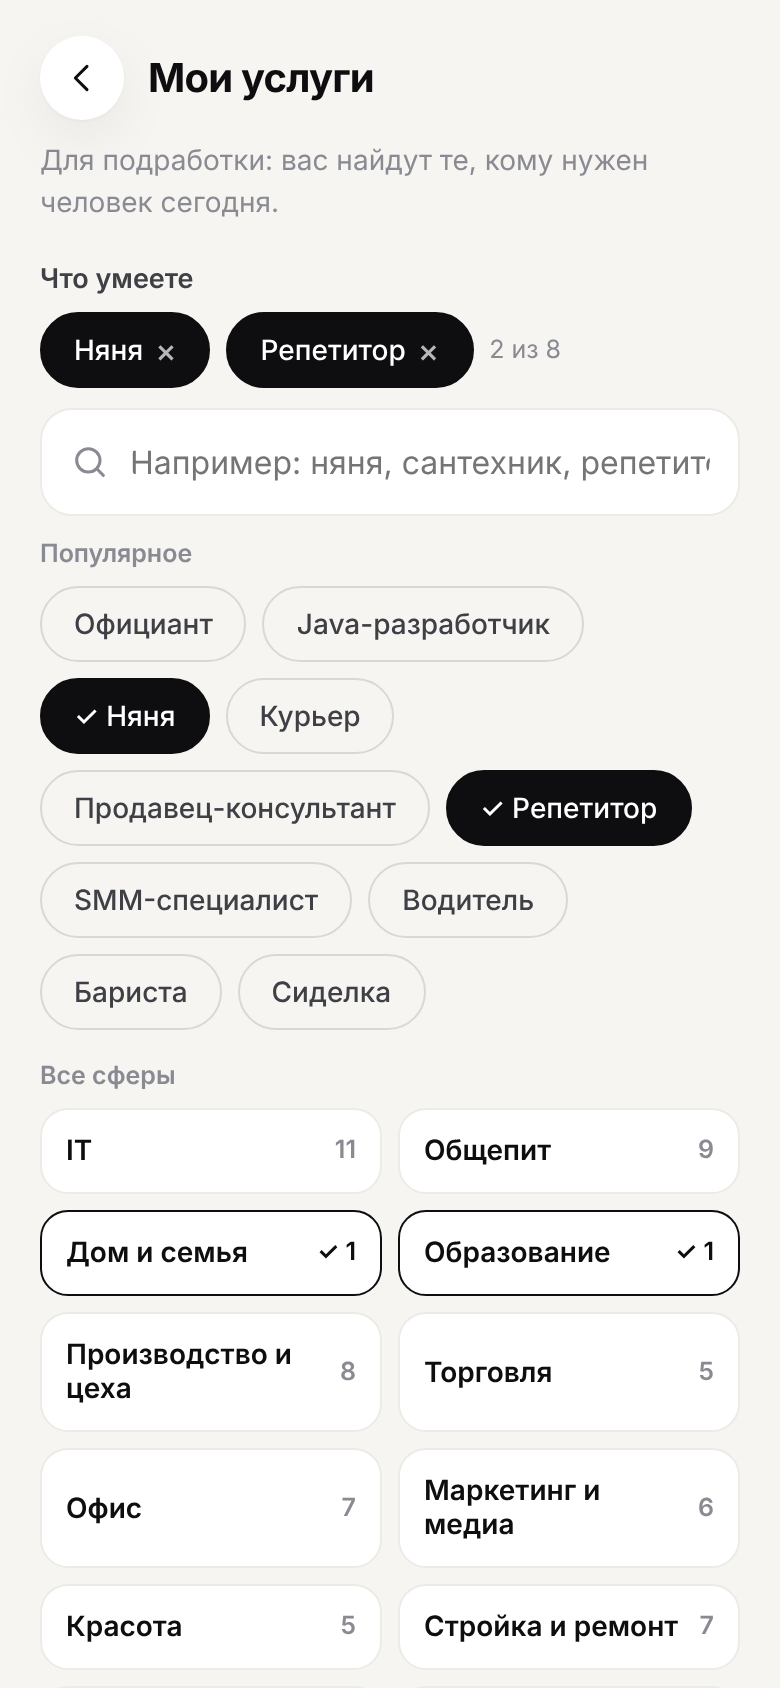 Мои услуги
Для подработки: вас найдут те, кому нужен
человек сегодня.
Что умеете
Няня × Репетитор × 2 из 8
Например: няня, сантехник, репетит
Популярное
Официант Java-разработчик
✓ Няня Курьер
Продавец-консультант ✓ Репетитор
SMM-специалист Водитель
Бариста Сиделка
Все сферы
IT 11 Общепит 9
Дом и семья ✓ 1 Образование ✓ 1
Производство и
цеха 8 Торговля 5
Офис 7 Маркетинг и
медиа 6
Красота 5 Стройка и ремонт 7